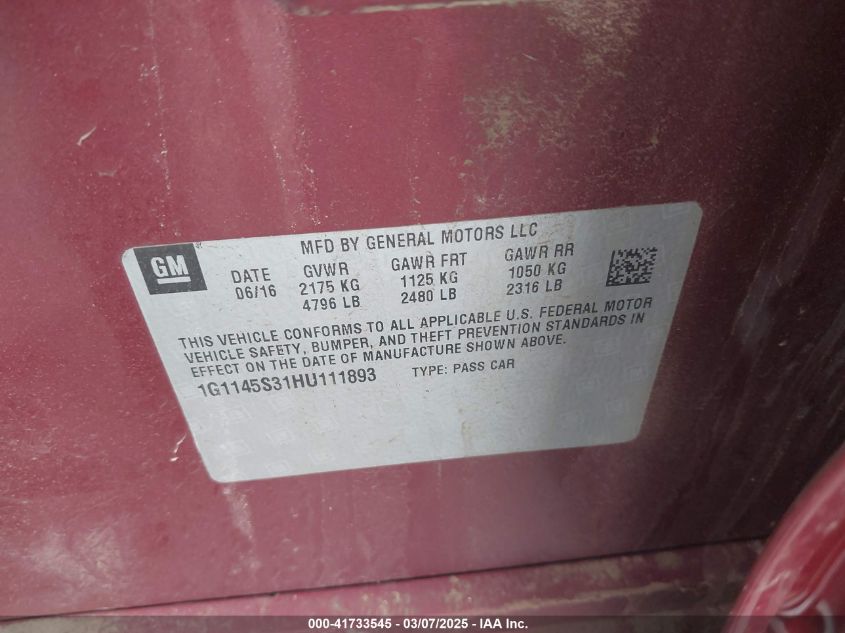 GM
MFD BY GENERAL MOTORS LLC
DATE GVWR GAWR FRT GAWR RR
06/16 2175 KG 1125 KG 1050 KG
4796 LB 2480 LB 2316 LB
THIS VEHICLE CONFORMS TO ALL APPLICABLE U.S. FEDERAL MOTOR
VEHICLE SAFETY, BUMPER, AND THEFT PREVENTION STANDARDS IN
EFFECT ON THE DATE OF MANUFACTURE SHOWN ABOVE.
1G1145S31HU111893 TYPE: PASS CAR
000-41733545 — 03/07/2025 — IAA Inc.